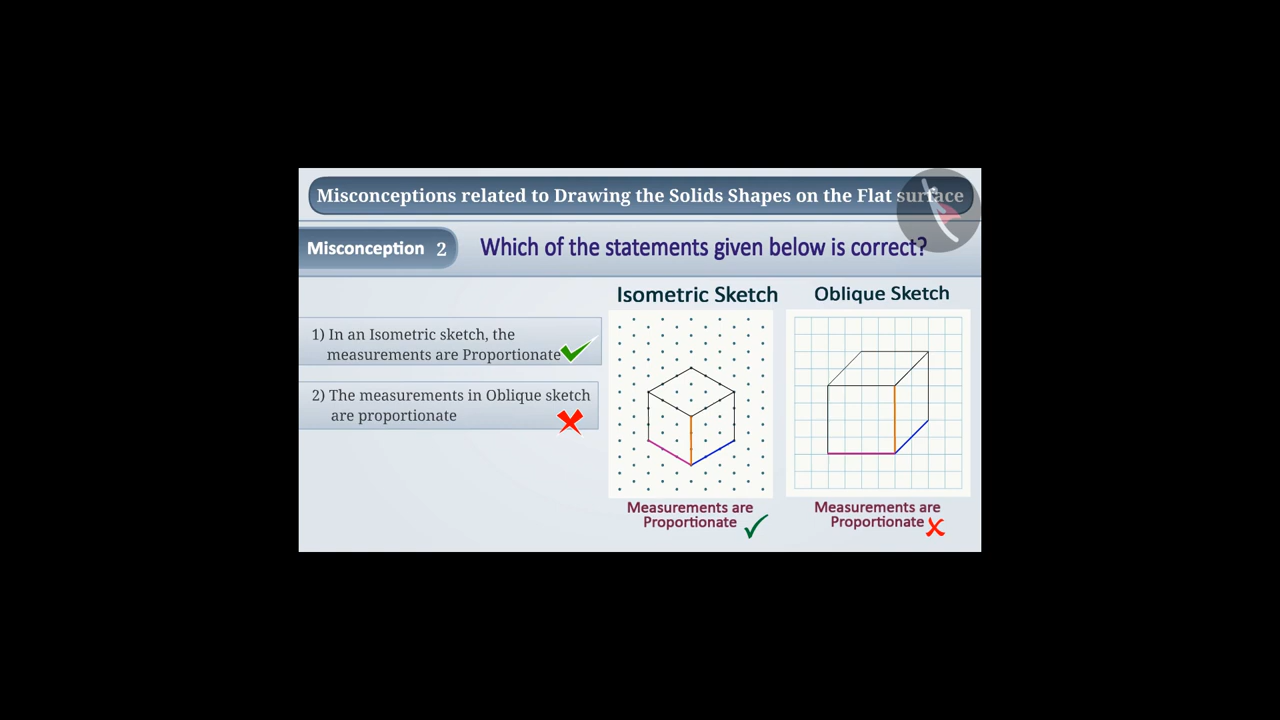 Misconceptions related to Drawing the Solids Shapes on the Flat surface
Misconception 2
Which of the statements given below is correct?
Isometric Sketch
Oblique Sketch
1) In an Isometric sketch, the
measurements are Proportionate
2) The measurements in Oblique sketch
are proportionate
Measurements are
Proportionate
Measurements are
Proportionate